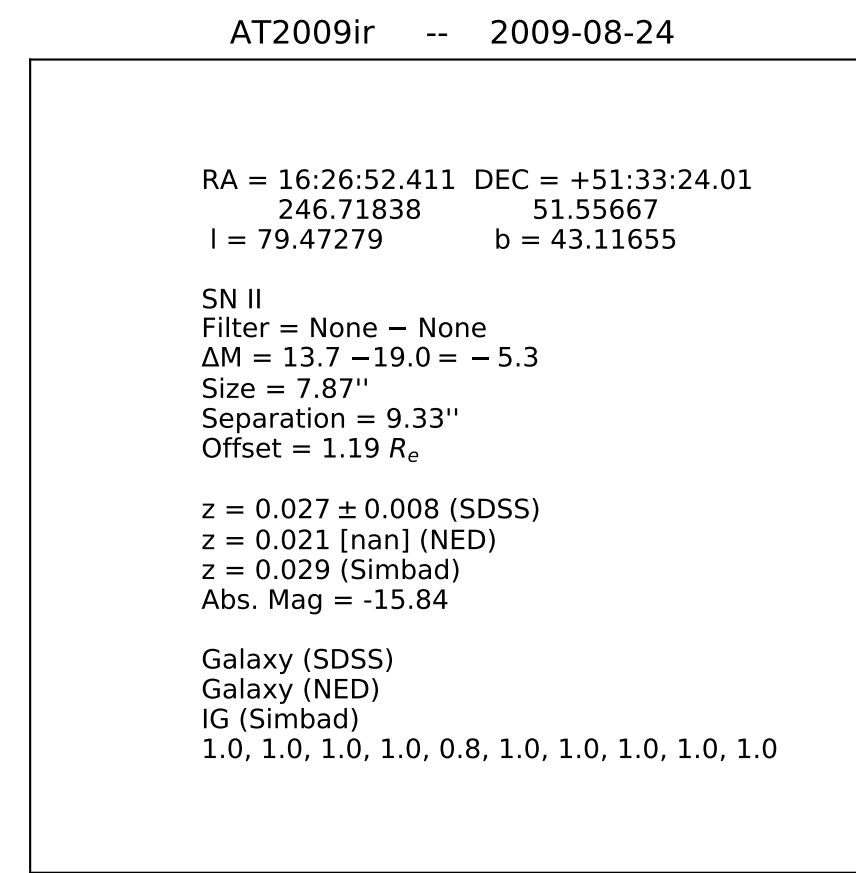 AT2009ir -- 2009-08-24
RA = 16:26:52.411 DEC = +51:33:24.01
246.71838 51.55667
l = 79.47279 b = 43.11655
SN II
Filter = None − None
ΔM = 13.7 −19.0 = − 5.3
Size = 7.87''
Separation = 9.33''
Offset = 1.19 Rₑ
z = 0.027 ± 0.008 (SDSS)
z = 0.021 [nan] (NED)
z = 0.029 (Simbad)
Abs. Mag = -15.84
Galaxy (SDSS)
Galaxy (NED)
IG (Simbad)
1.0, 1.0, 1.0, 1.0, 0.8, 1.0, 1.0, 1.0, 1.0, 1.0